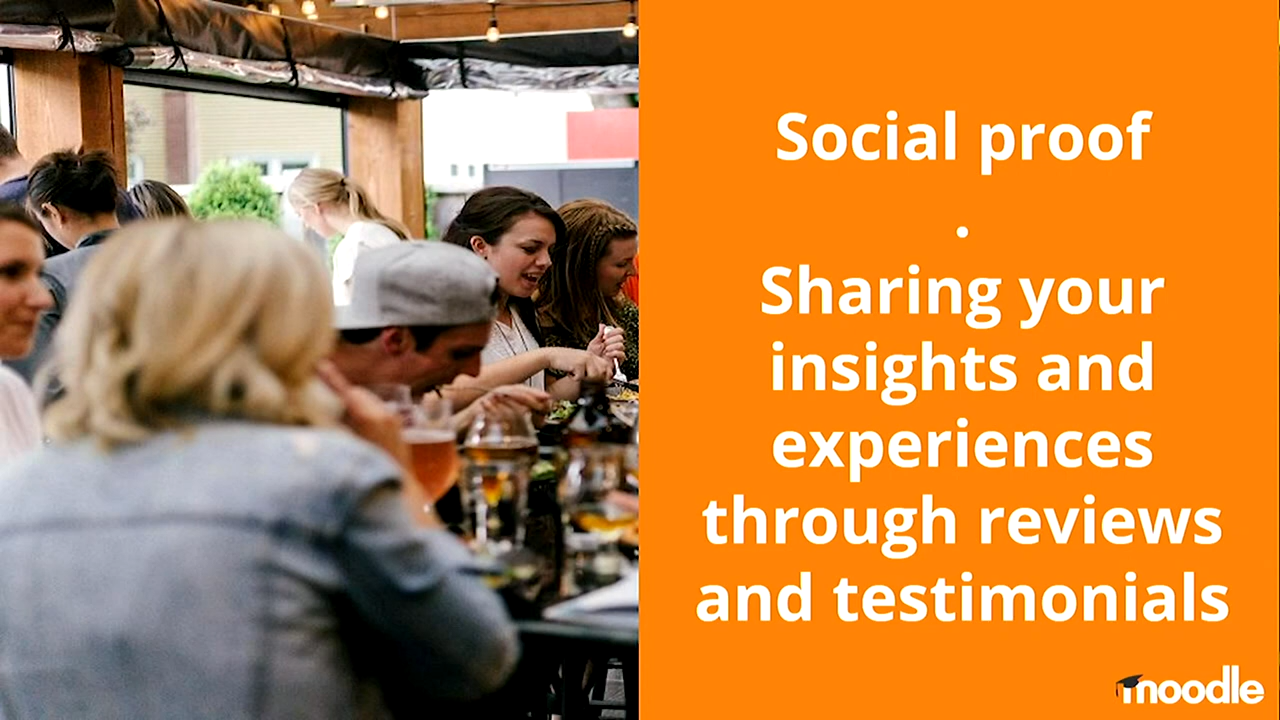 Social proof
.
Sharing your
insights and
experiences
through reviews
and testimonials
moodle